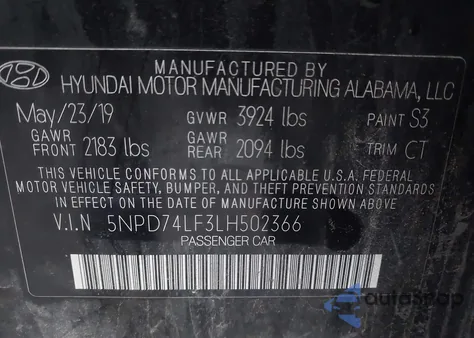 MANUFACTURED BY
HYUNDAI MOTOR MANUFACTURING ALABAMA, LLC
May/23/19 GVWR 3924 lbs PAINT S3
GAWR FRONT 2183 lbs GAWR REAR 2094 lbs TRIM CT
THIS VEHICLE CONFORMS TO ALL APPLICABLE U.S.A. FEDERAL
MOTOR VEHICLE SAFETY, BUMPER, AND THEFT PREVENTION STANDARDS
IN EFFECT ON THE DATE OF MANUFACTURE SHOWN ABOVE
V.I.N 5NPD74LF3LH502366
PASSENGER CAR